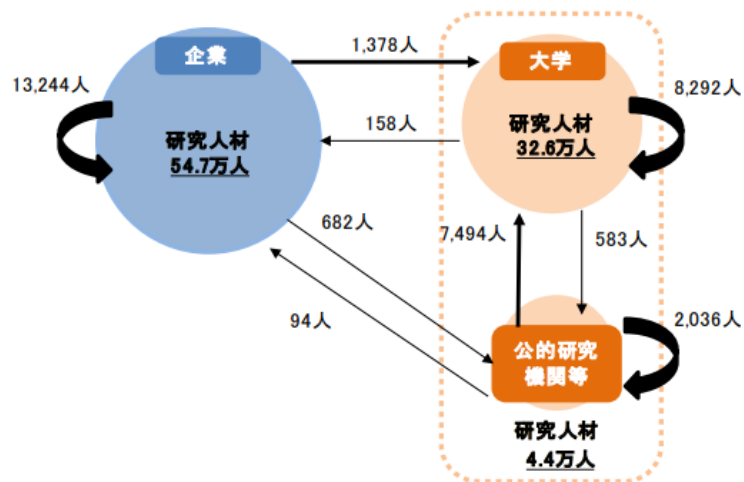 企業
1,378人
大学
13,244人
8,292人
研究人材
54.7万人
158人
研究人材
32.6万人
682人
7,494人
583人
94人
2,036人
公的研究
機関等
研究人材
4.4万人